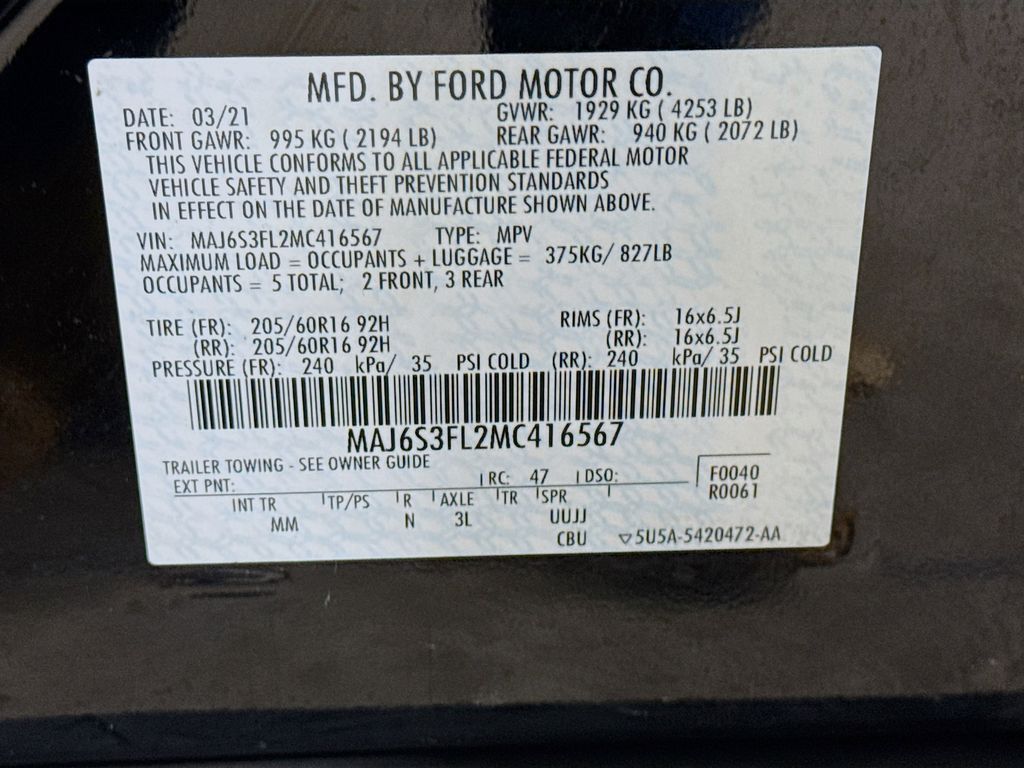 MFD. BY FORD MOTOR CO.
DATE: 03/21 GVWR: 1929 KG ( 4253 LB)
FRONT GAWR: 995 KG ( 2194 LB) REAR GAWR: 940 KG ( 2072 LB)
THIS VEHICLE CONFORMS TO ALL APPLICABLE FEDERAL MOTOR
VEHICLE SAFETY AND THEFT PREVENTION STANDARDS
IN EFFECT ON THE DATE OF MANUFACTURE SHOWN ABOVE.
VIN: MAJ6S3FL2MC416567 TYPE: MPV
MAXIMUM LOAD = OCCUPANTS + LUGGAGE = 375KG/ 827LB
OCCUPANTS = 5 TOTAL; 2 FRONT, 3 REAR
TIRE (FR): 205/60R16 92H RIMS (FR): 16x6.5J
(RR): 205/60R16 92H (RR): 16x6.5J
PRESSURE (FR): 240 kPa/ 35 PSI COLD (RR): 240 kPa/ 35 PSI COLD
MAJ6S3FL2MC416567
TRAILER TOWING - SEE OWNER GUIDE
EXT PNT: RC: 47 DSO: F0040
R0061
INT TR TP/PS R AXLE TR SPR
MM N 3L UUJJ
CBU 5U5A-5420472-AA